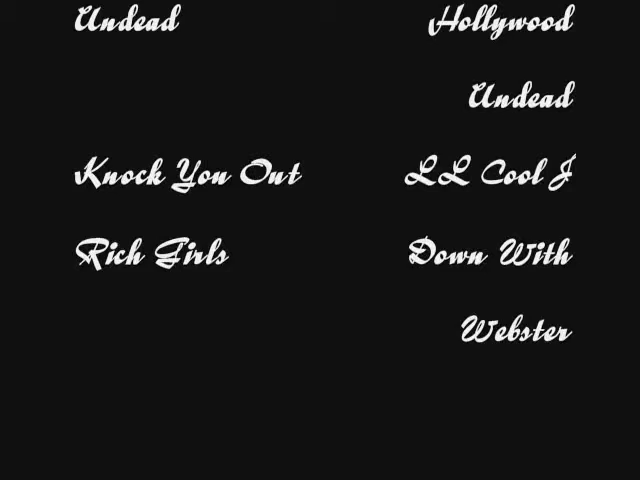 Undead Hollywood
Undead
Knock You Out LL Cool J
Rich Girls Down With
Webster